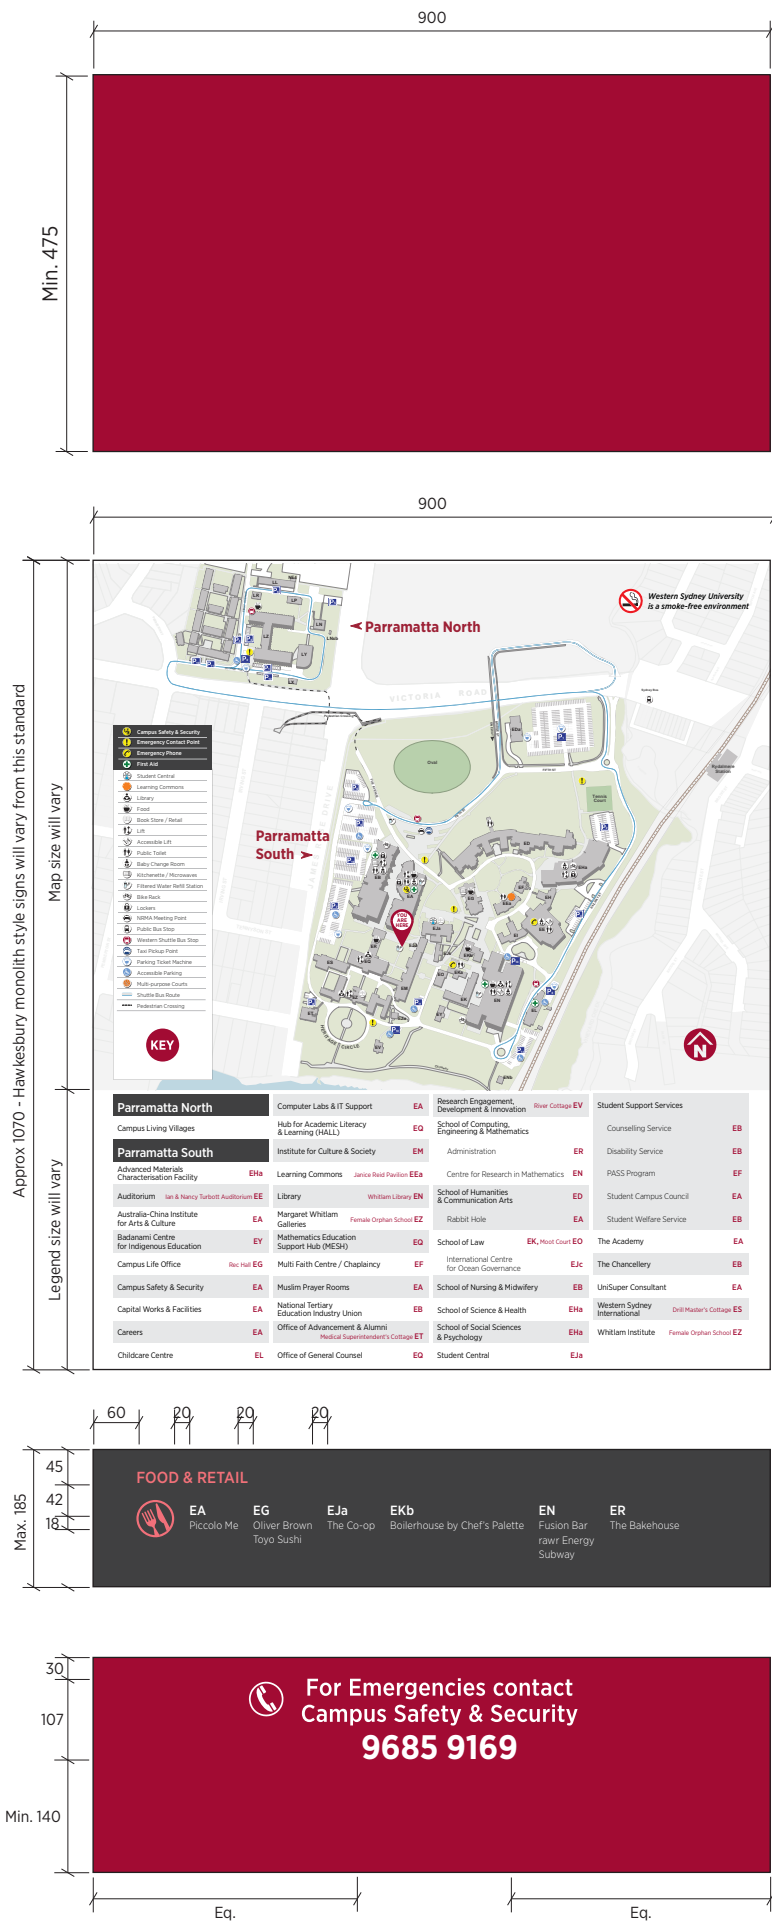 900
Min. 475
900
Approx 1070 - Hawkesbury monolith style signs will vary from this standard
Map size will vary
Legend size will vary
Western Sydney University
is a smoke-free environment
Parramatta North
VICTORIA ROAD
Parramatta
South
Oval
Tennis
Court
YOU
ARE
HERE
Campus Safety & Security
Emergency Contact Point
Emergency Phone
First Aid
Student Central
Learning Commons
Library
Food
Book Store / Retail
Lift
Accessible Lift
Public Toilet
Baby Change Room
Kitchenette / Microwaves
Filtered Water Refill Station
Bike Rack
Lockers
NRMA Meeting Point
Public Bus Stop
Western Shuttle Bus Stop
Taxi Pickup Point
Parking Ticket Machine
Accessible Parking
Multi-purpose Courts
Shuttle Bus Route
Pedestrian Crossing
KEY
N
Parramatta North
Campus Living Villages
Parramatta South
Advanced Materials
Characterisation Facility EHa
Auditorium Ian & Nancy Turbott Auditorium EE
Australia-China Institute
for Arts & Culture EA
Badanami Centre
for Indigenous Education EY
Campus Life Office Rec Hall EG
Campus Safety & Security EA
Capital Works & Facilities EA
Careers EA
Childcare Centre EL
Computer Labs & IT Support EA
Hub for Academic Literacy
& Learning (HALL) EQ
Institute for Culture & Society EM
Learning Commons Janice Reid Pavilion EEa
Library Whitlam Library EN
Margaret Whitlam
Galleries Female Orphan School EZ
Mathematics Education
Support Hub (MESH) EQ
Multi Faith Centre / Chaplaincy EF
Muslim Prayer Rooms EA
National Tertiary
Education Industry Union EB
Office of Advancement & Alumni
Medical Superintendent's Cottage ET
Office of General Counsel EQ
Research Engagement,
Development & Innovation River Cottage EV
School of Computing,
Engineering & Mathematics
Administration ER
Centre for Research in Mathematics EN
School of Humanities
& Communication Arts ED
Rabbit Hole EA
School of Law EK, Moot Court EO
International Centre
for Ocean Governance EJc
School of Nursing & Midwifery EB
School of Science & Health EHa
School of Social Sciences
& Psychology EHa
Student Central EJa
Student Support Services
Counselling Service EB
Disability Service EB
PASS Program EF
Student Campus Council EA
Student Welfare Service EB
The Academy EA
The Chancellery EB
UniSuper Consultant EA
Western Sydney
International Drill Master's Cottage ES
Whitlam Institute Female Orphan School EZ
60 20 20 20
Max. 185
45
42
18
FOOD & RETAIL
EA
Piccolo Me
EG
Oliver Brown
Toyo Sushi
EJa
The Co-op
EKb
Boilerhouse by Chef's Palette
EN
Fusion Bar
rawr Energy
Subway
ER
The Bakehouse
30
107
Min. 140
For Emergencies contact
Campus Safety & Security
9685 9169
Eq. Eq.